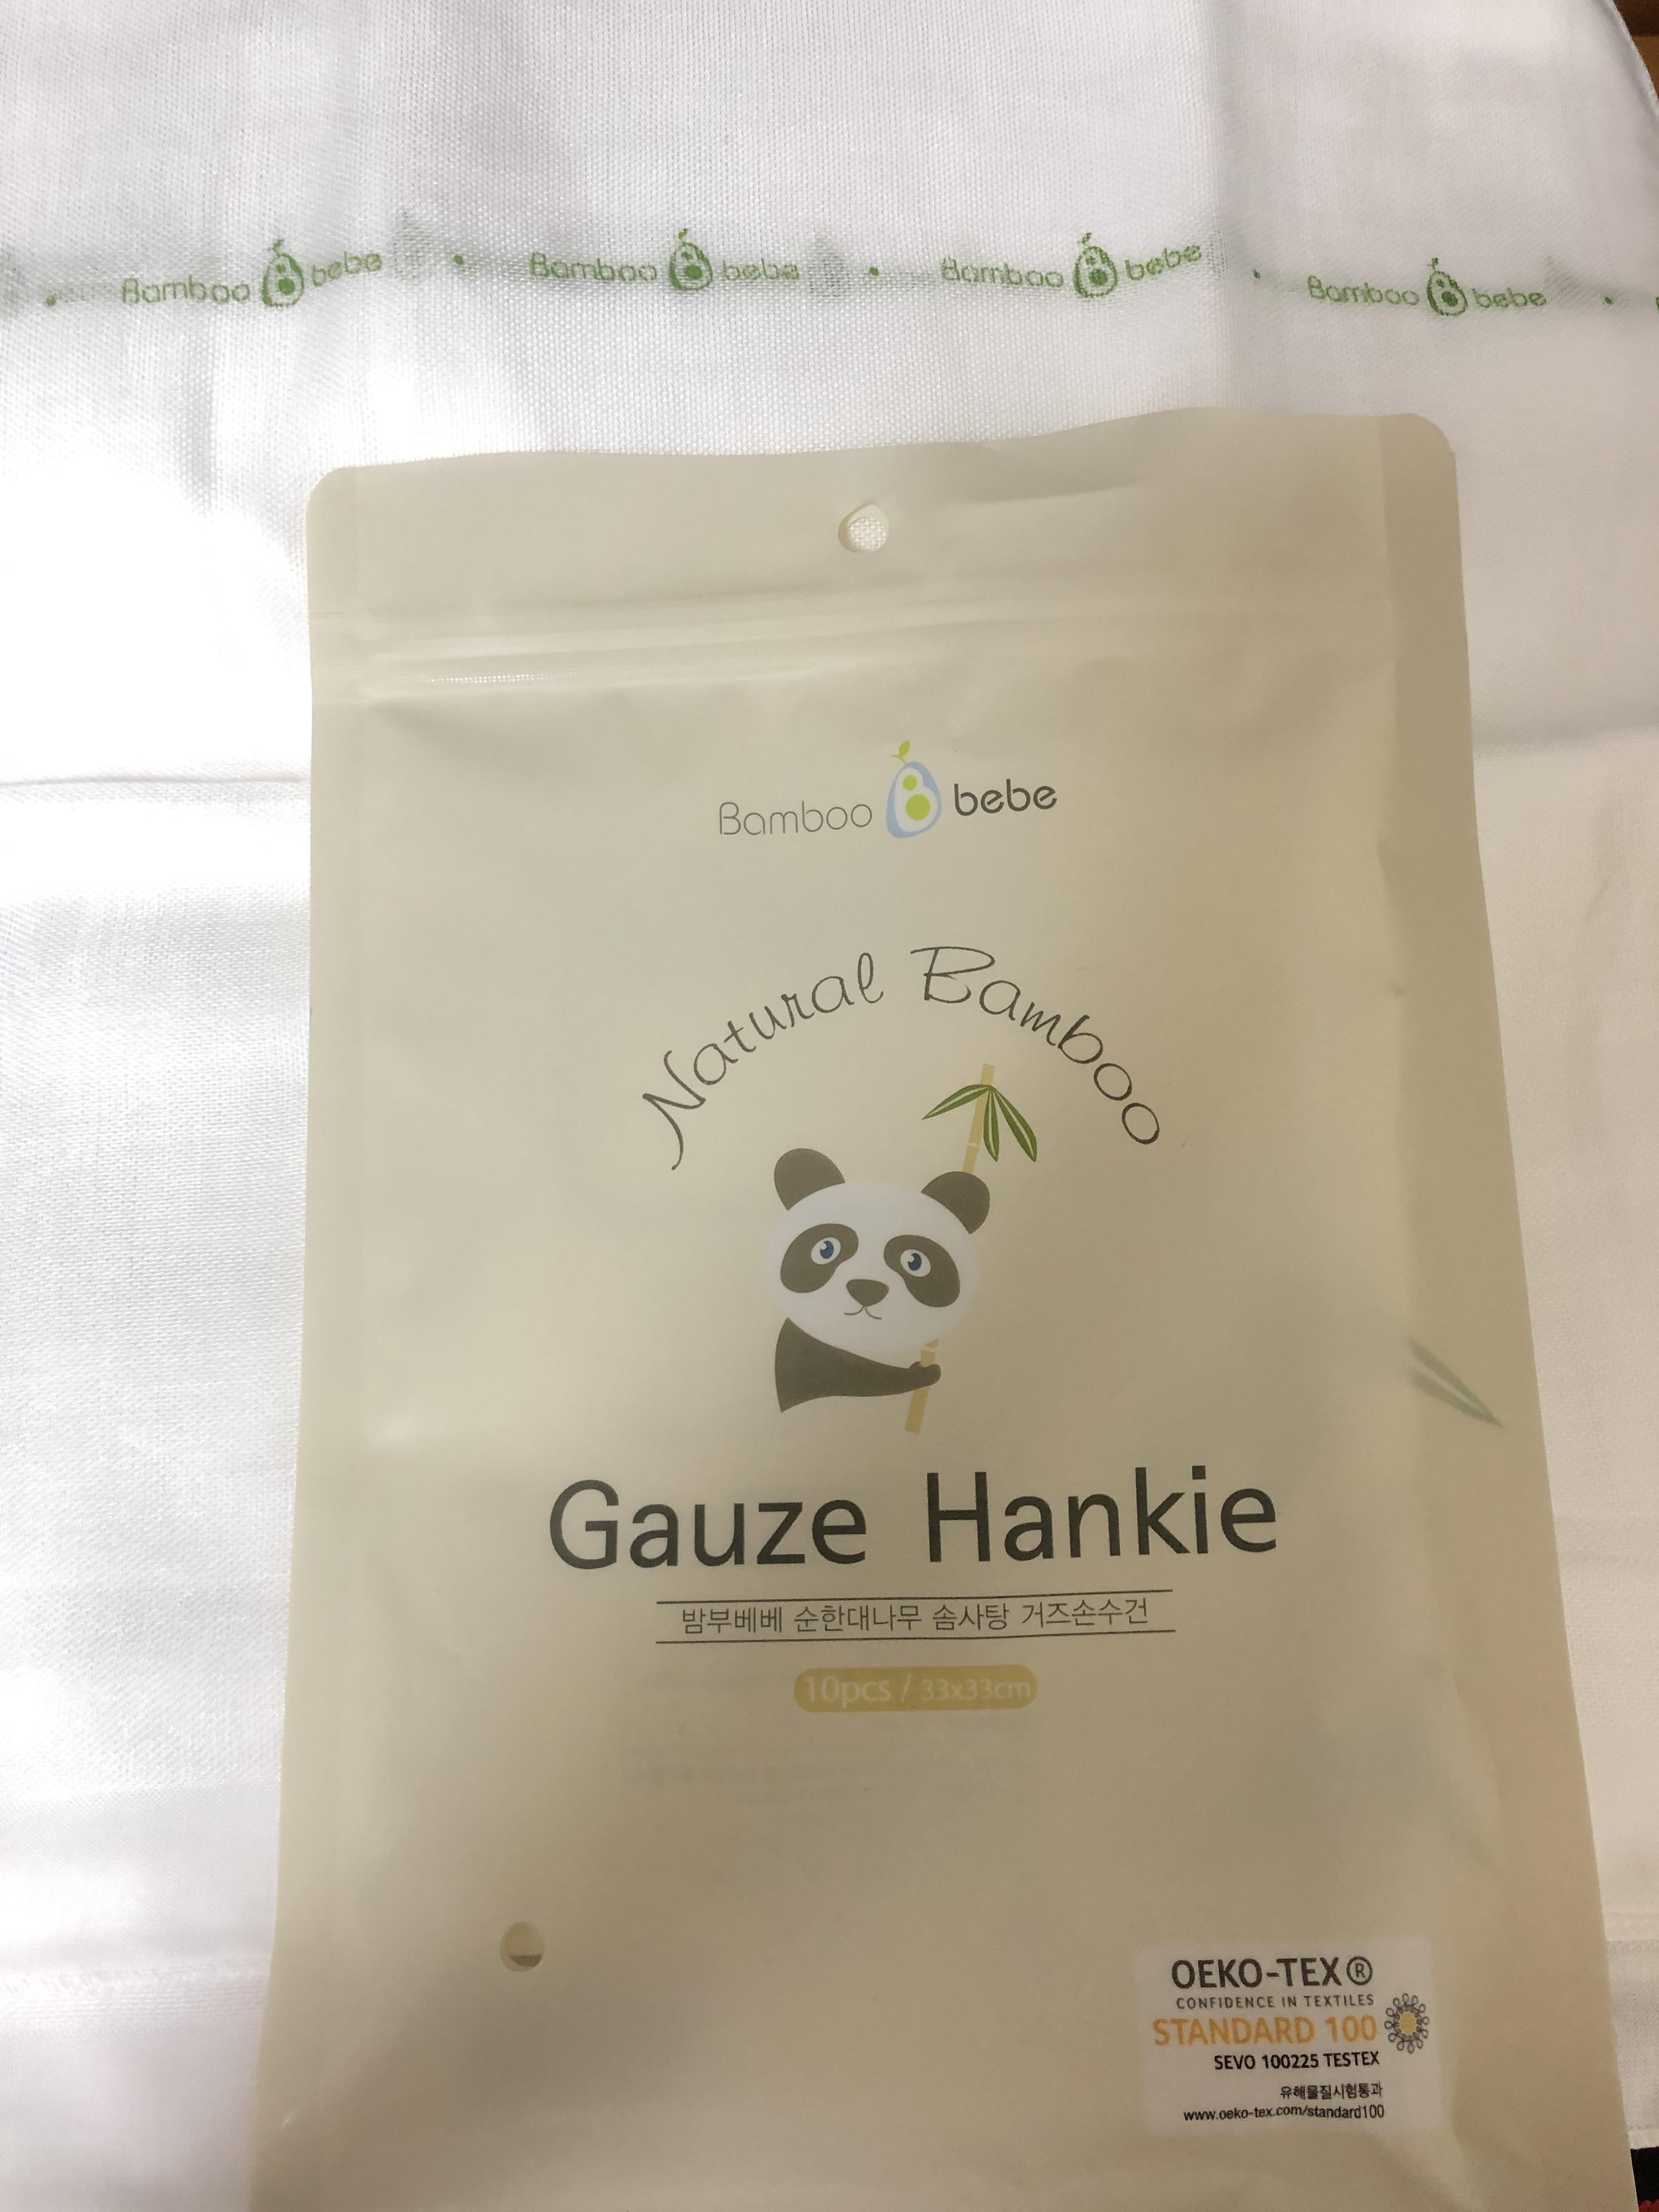 Bamboo bebe • Bamboo bebe • Bamboo bebe • Bamboo bebe
Bamboo bebe
Natural Bamboo
Gauze Hankie
밤부베베 순한대나무 솜사탕 거즈손수건
10pcs / 33x33cm
OEKO-TEX®
CONFIDENCE IN TEXTILES
STANDARD 100
SEVO 100225 TESTEX
유해물질시험통과
www.oeko-tex.com/standard100